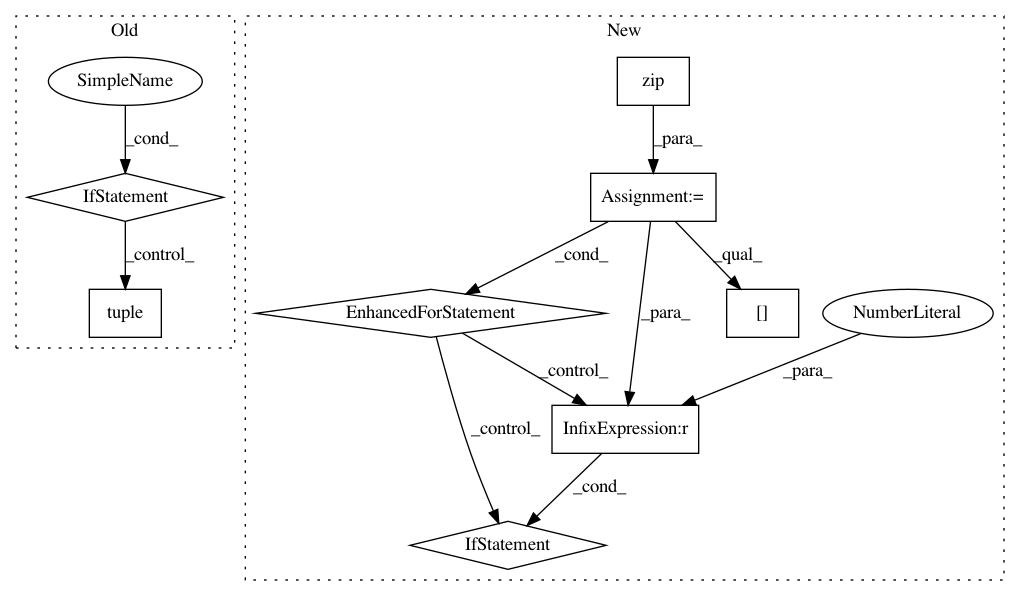 Old
New
SimpleName
zip
_cond_
_para_
IfStatement
Assignment:=
_control_
_cond_
_qual_
tuple
EnhancedForStatement
_para_
[]
NumberLiteral
_control_
_para_
_control_
InfixExpression:r
_cond_
IfStatement